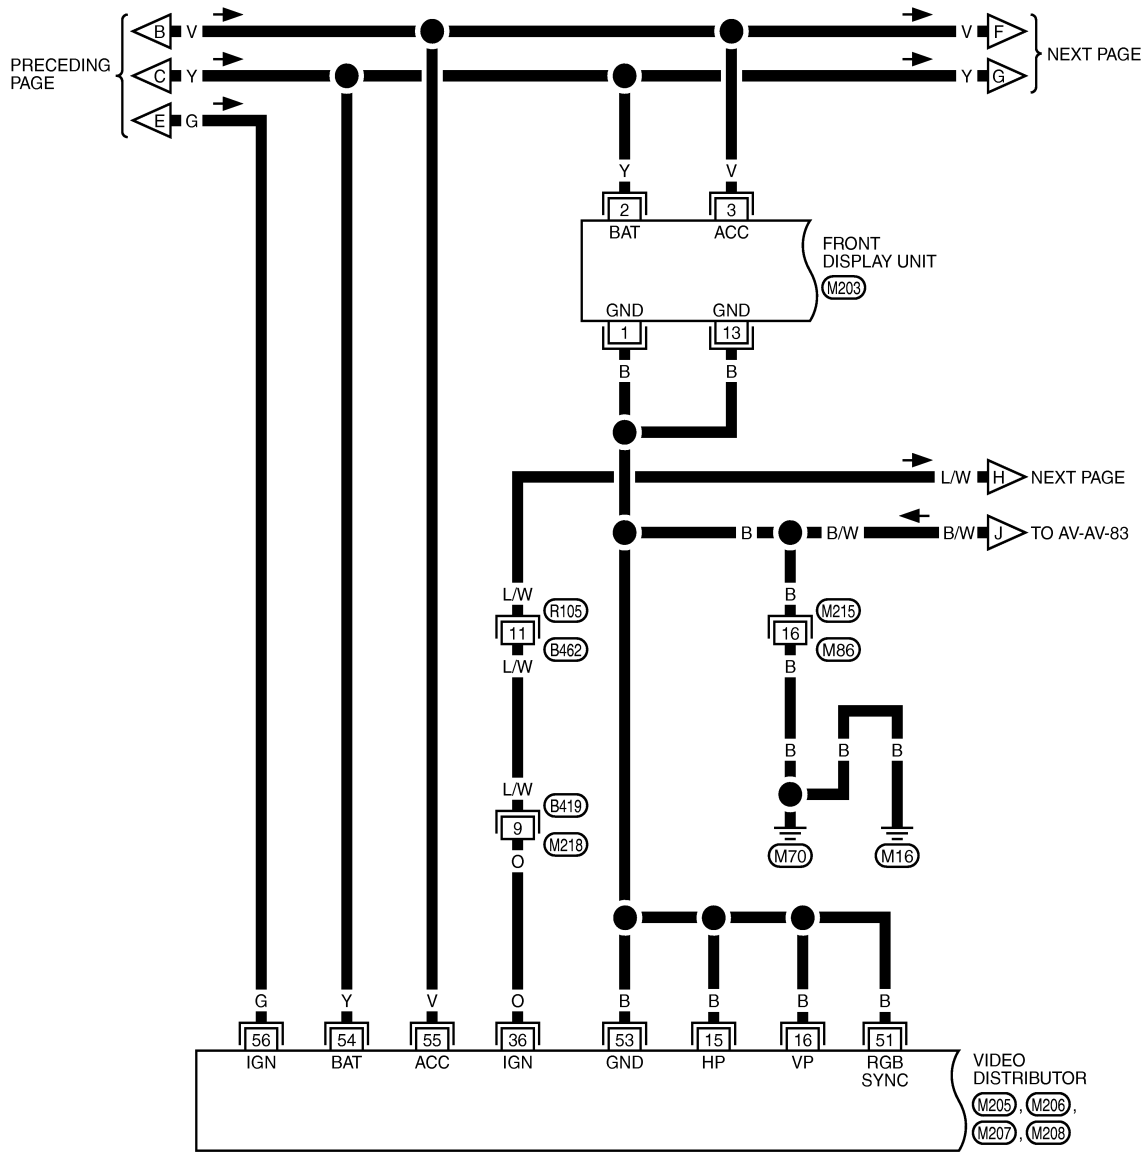 B V V F
PRECEDING
PAGE
NEXT PAGE
C Y Y G
E G
Y V
2 3
BAT ACC
FRONT
DISPLAY UNIT
M203
GND GND
1 13
B B
L/W H NEXT PAGE
B B/W B/W J TO AV-AV-83
L/W B
R105 M215
11 16
B462 M86
L/W B
B B B
L/W
B419
9
M218
O
M70 M16
G Y V O B B B B
56 54 55 36 53 15 16 51
IGN BAT ACC IGN GND HP VP RGB
SYNC
VIDEO
DISTRIBUTOR
M205 , M206 ,
M207 , M208